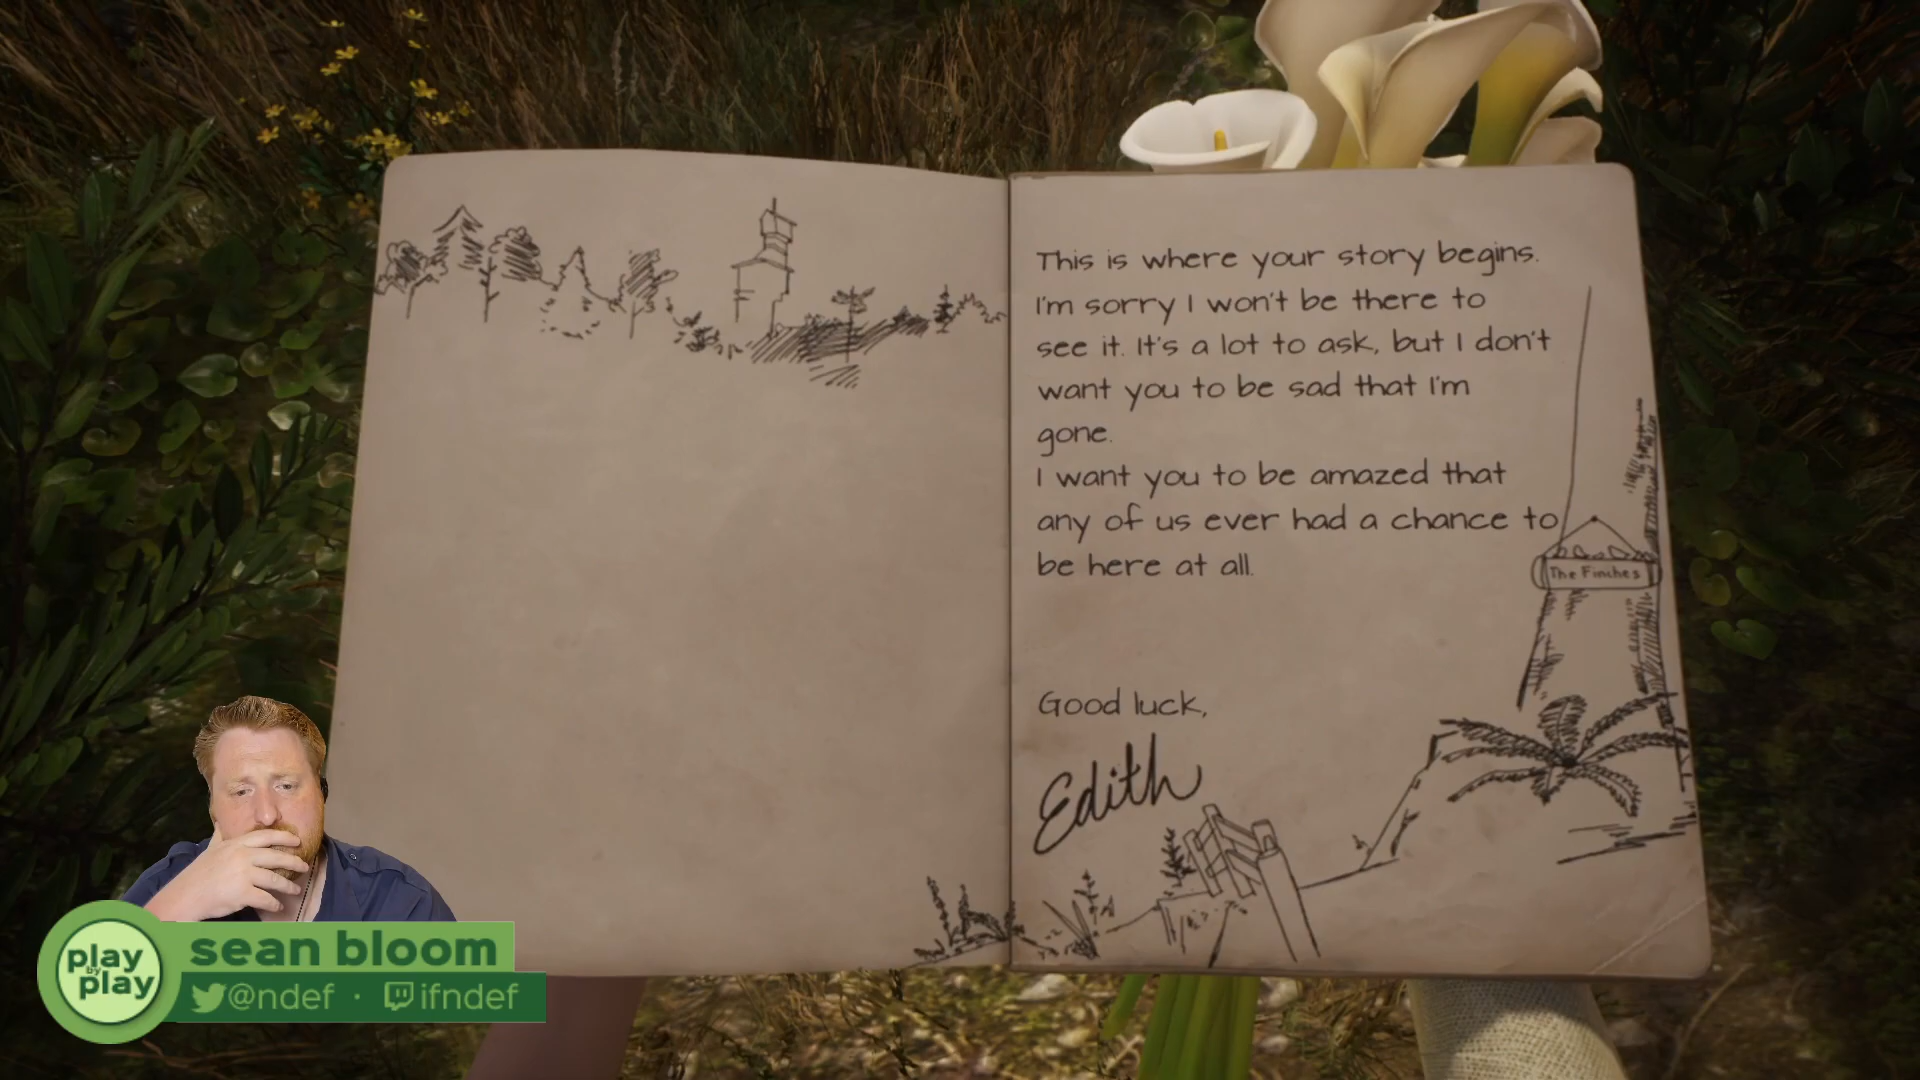 This is where your story begins.
I'm sorry I won't be there to
see it. It's a lot to ask, but I don't
want you to be sad that I'm
gone.
I want you to be amazed that
any of us ever had a chance to
be here at all.
The Finches
Good luck,
Edith
play
by
play
sean bloom
@ndef · ifndef